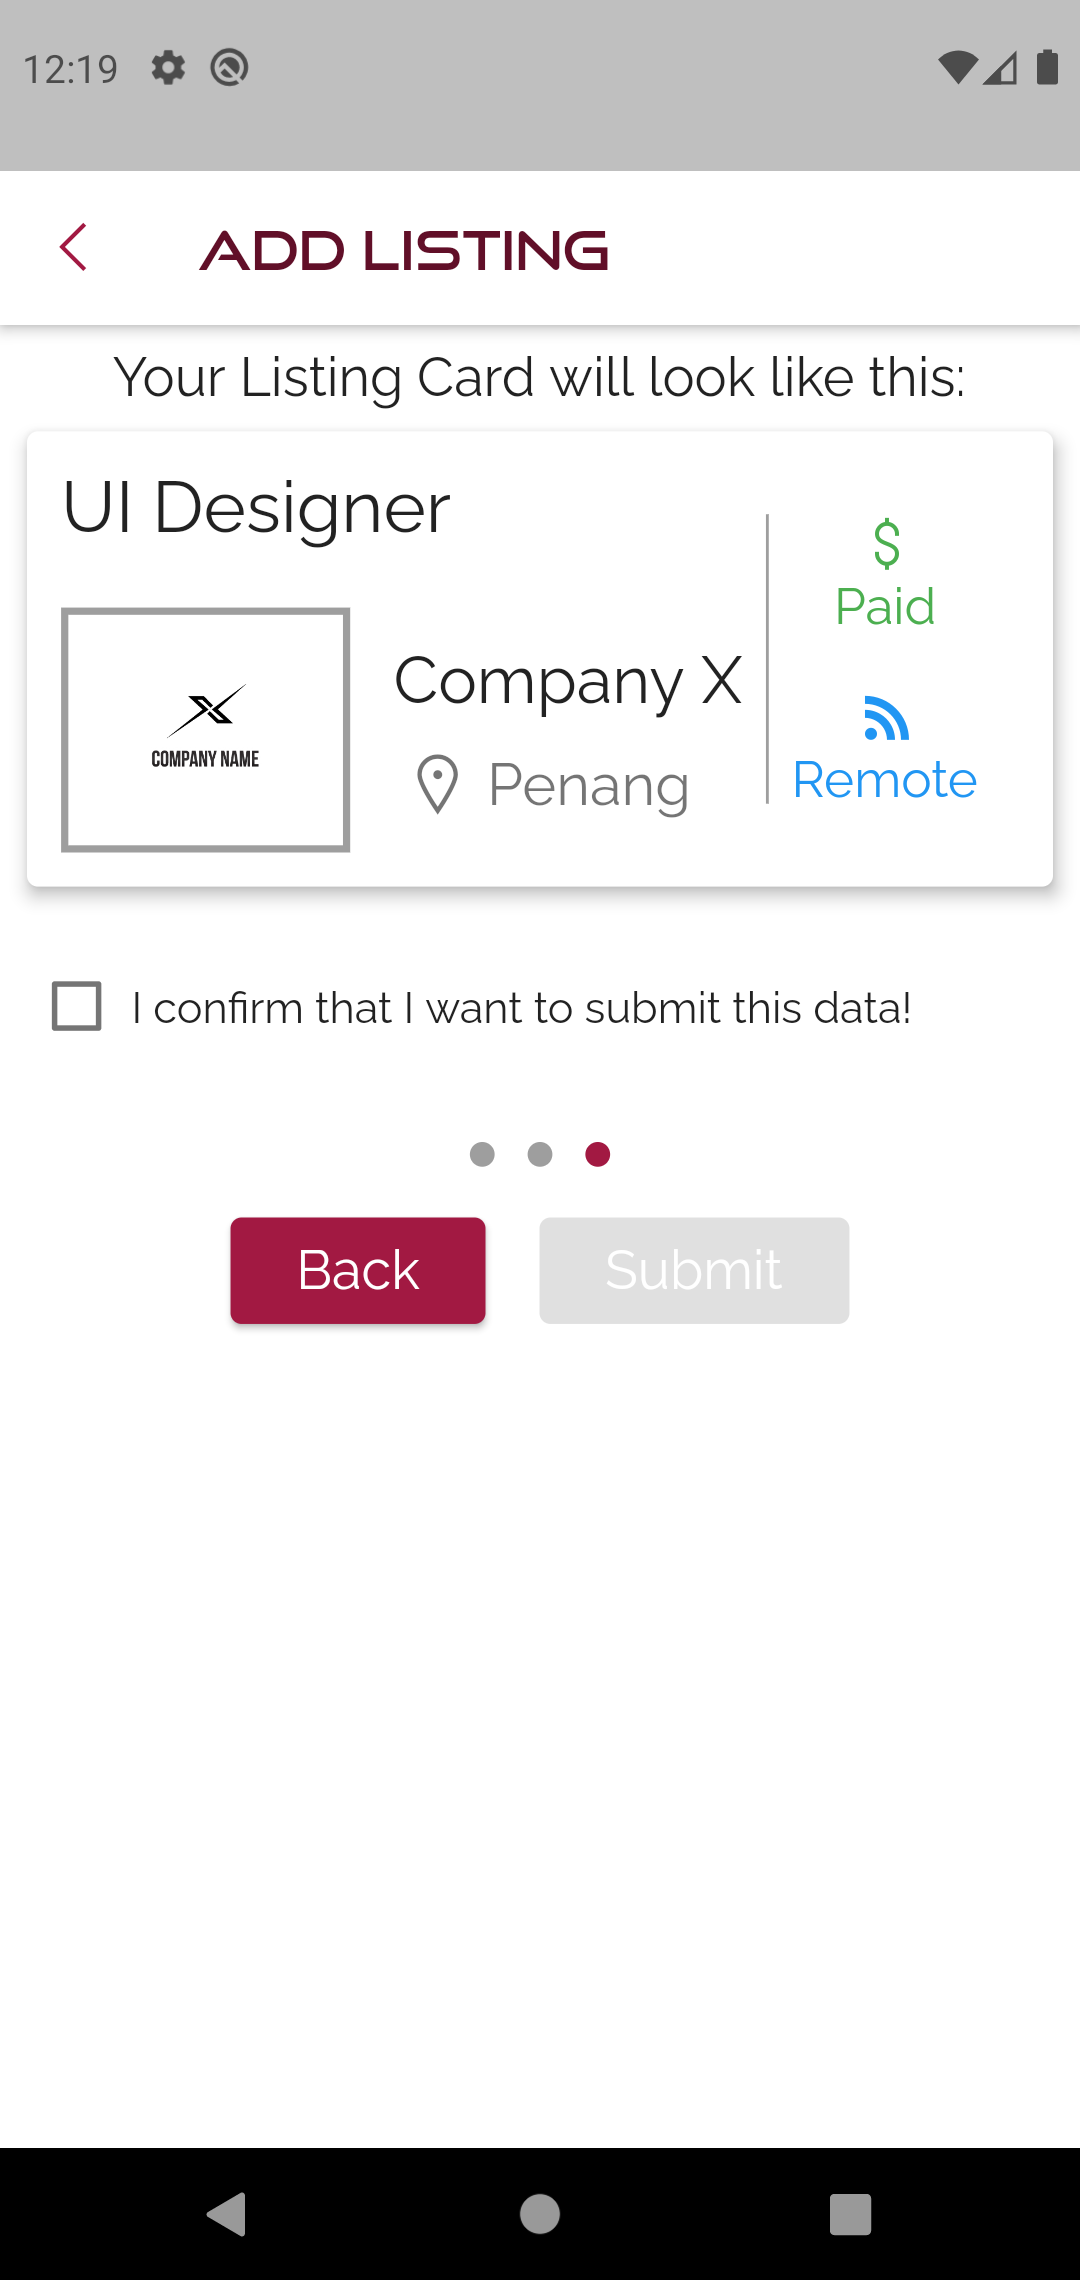 12:19
ADD LISTING
Your Listing Card will look like this:
UI Designer
$
Paid
COMPANY NAME
Company X
Penang
Remote
I confirm that I want to submit this data!
Back
Submit